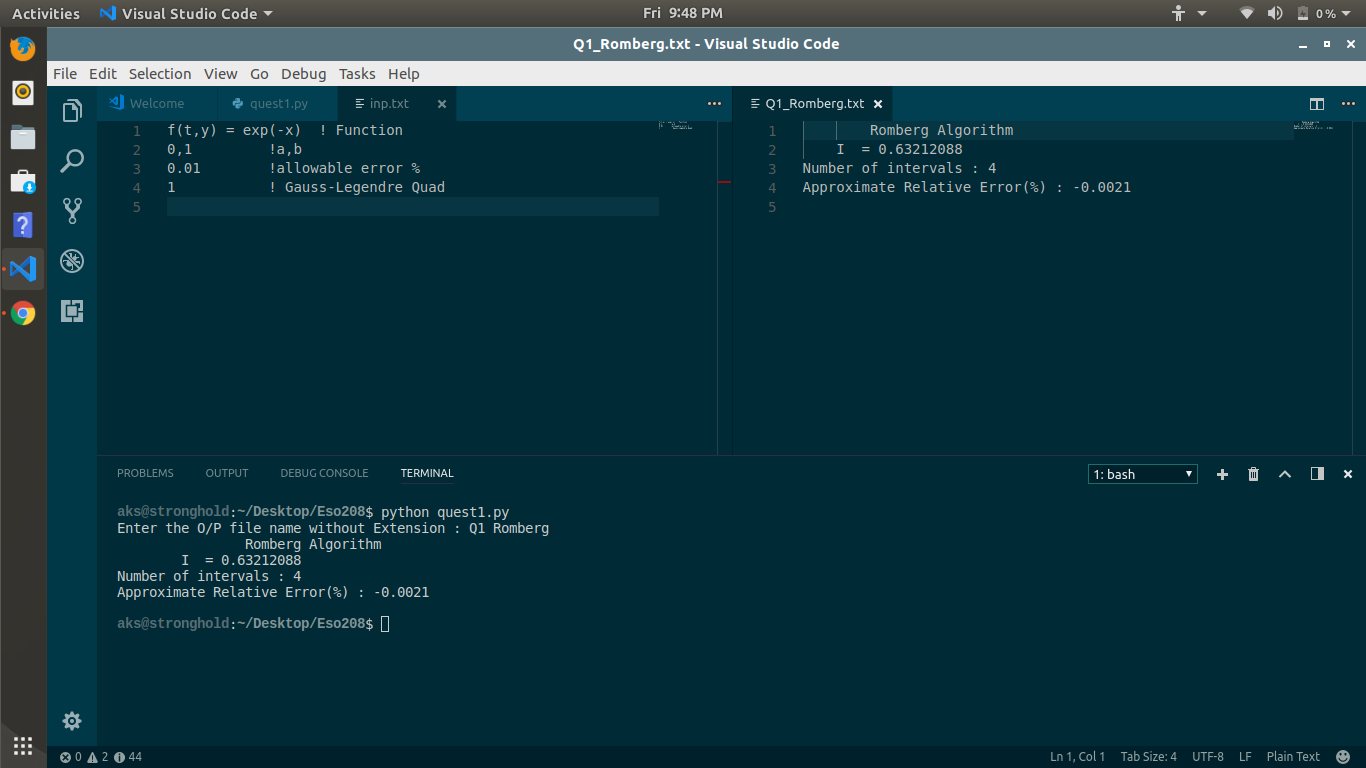 Activities Visual Studio Code Fri 9:48 PM 0%
Q1_Romberg.txt - Visual Studio Code
File Edit Selection View Go Debug Tasks Help
Welcome quest1.py inp.txt
1 f(t,y) = exp(-x)  ! Function
2 0,1         !a,b
3 0.01        !allowable error %
4 1           ! Gauss-Legendre Quad
5
Q1_Romberg.txt
1         Romberg Algorithm
2     I  = 0.63212088
3 Number of intervals : 4
4 Approximate Relative Error(%) : -0.0021
5
PROBLEMS OUTPUT DEBUG CONSOLE TERMINAL 1: bash
aks@stronghold:~/Desktop/Eso208$ python quest1.py
Enter the O/P file name without Extension : Q1 Romberg
                Romberg Algorithm
        I  = 0.63212088
Number of intervals : 4
Approximate Relative Error(%) : -0.0021
aks@stronghold:~/Desktop/Eso208$
0 2 44 Ln 1, Col 1 Tab Size: 4 UTF-8 LF Plain Text